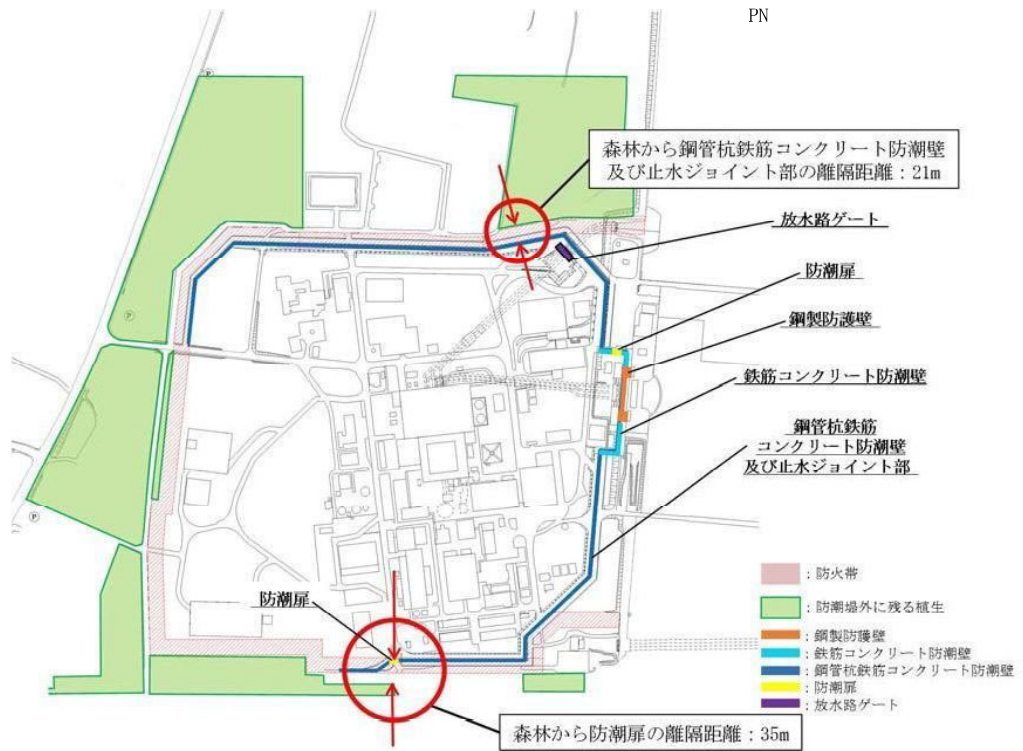 PN
森林から鋼管杭鉄筋コンクリート防潮壁
及び止水ジョイント部の離隔距離：21m
放水路ゲート
防潮扉
鋼製防護壁
鉄筋コンクリート防潮壁
鋼管杭鉄筋
コンクリート防潮壁
及び止水ジョイント部
防潮扉
森林から防潮扉の離隔距離：35m
：防火帯
：防潮堤外に残る植生
：鋼製防護壁
：鉄筋コンクリート防潮壁
：鋼管杭鉄筋コンクリート防潮壁
：防潮扉
：放水路ゲート
P
P
P